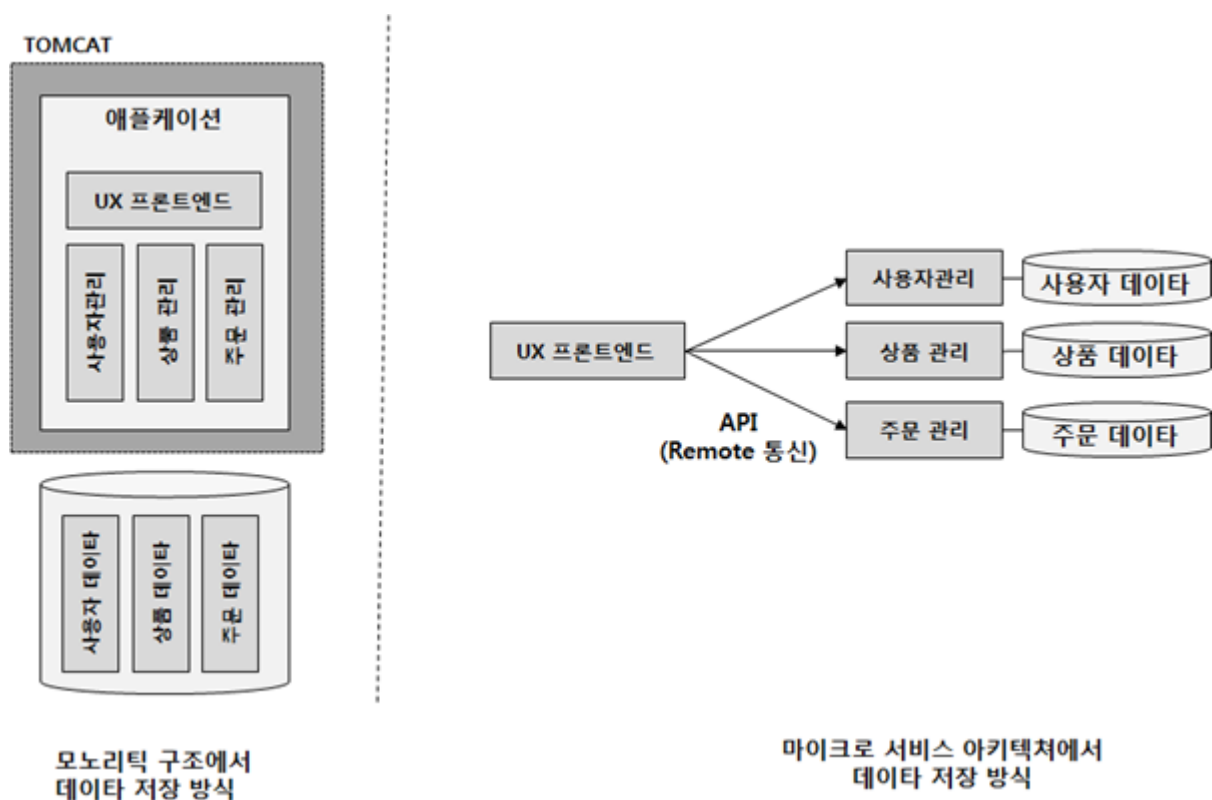 TOMCAT
애플케이션
UX 프론트엔드
사용자관리
상품 관리
주문 관리
사용자 데이타
상품 데이타
주문 데이타
모노리틱 구조에서
데이타 저장 방식
UX 프론트엔드
API
(Remote 통신)
사용자관리
사용자 데이타
상품 관리
상품 데이타
주문 관리
주문 데이타
마이크로 서비스 아키텍쳐에서
데이타 저장 방식